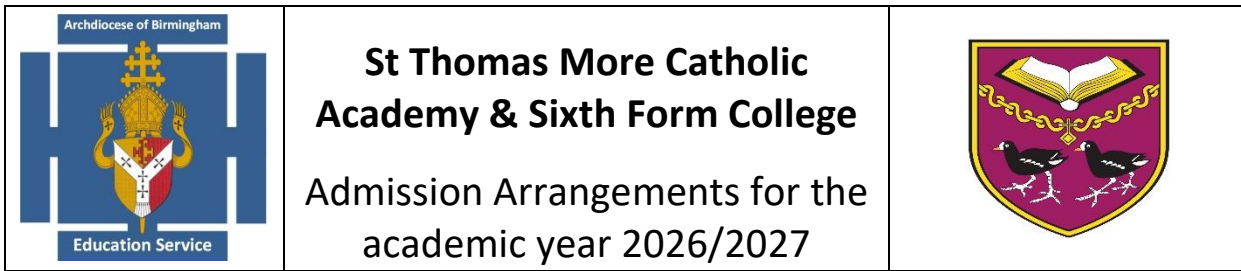 Archdiocese of Birmingham
Education Service
St Thomas More Catholic
Academy & Sixth Form College
Admission Arrangements for the
academic year 2026/2027